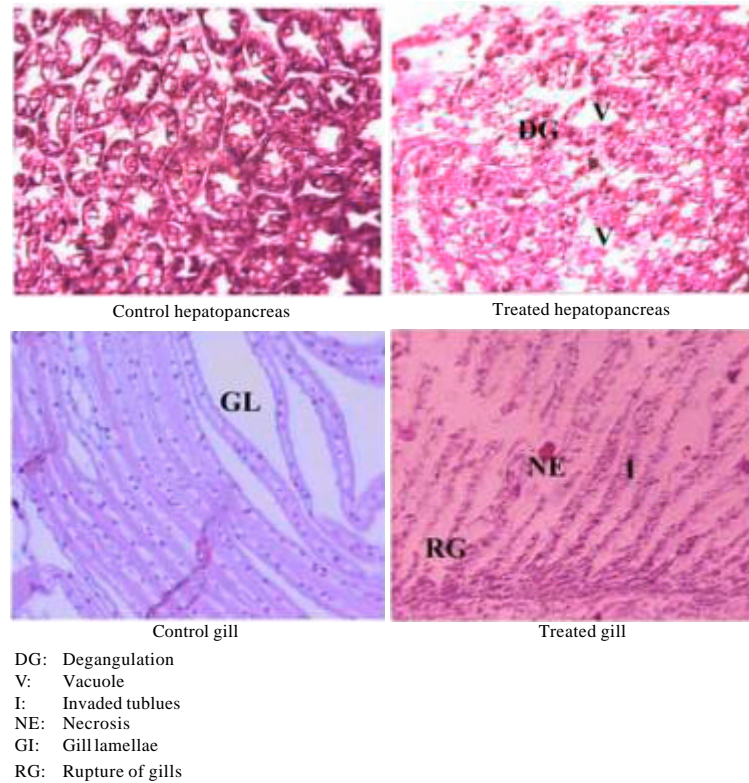 DG
V
V
Control hepatopancreas
Treated hepatopancreas
GL
NE
I
RG
Control gill
Treated gill
DG: Degangulation
V: Vacuole
I: Invaded tublues
NE: Necrosis
GI: Gill lamellae
RG: Rupture of gills